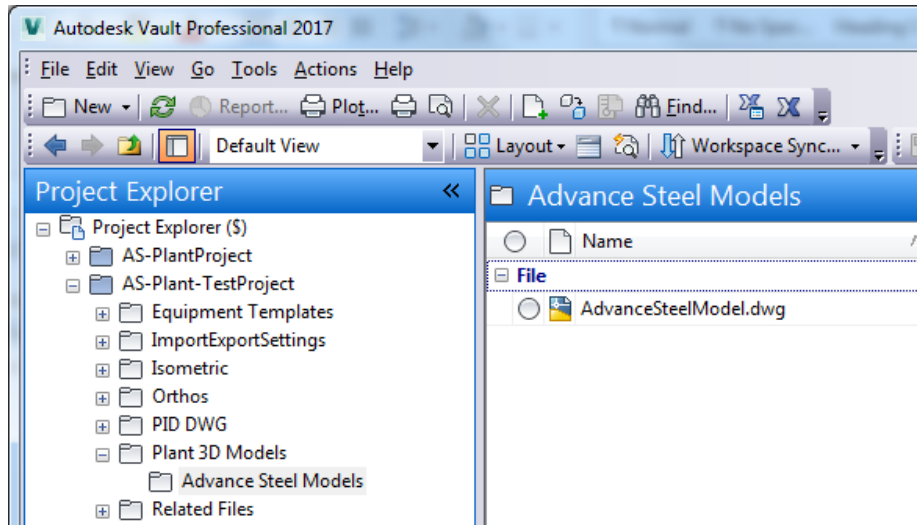 Autodesk Vault Professional 2017
File Edit View Go Tools Actions Help
New Report... Plot... Find...
Default View Layout Workspace Sync...
Project Explorer «
Advance Steel Models
Project Explorer ($)
Name
AS-PlantProject
File
AS-Plant-TestProject
AdvanceSteelModel.dwg
Equipment Templates
ImportExportSettings
Isometric
Orthos
PID DWG
Plant 3D Models
Advance Steel Models
Related Files